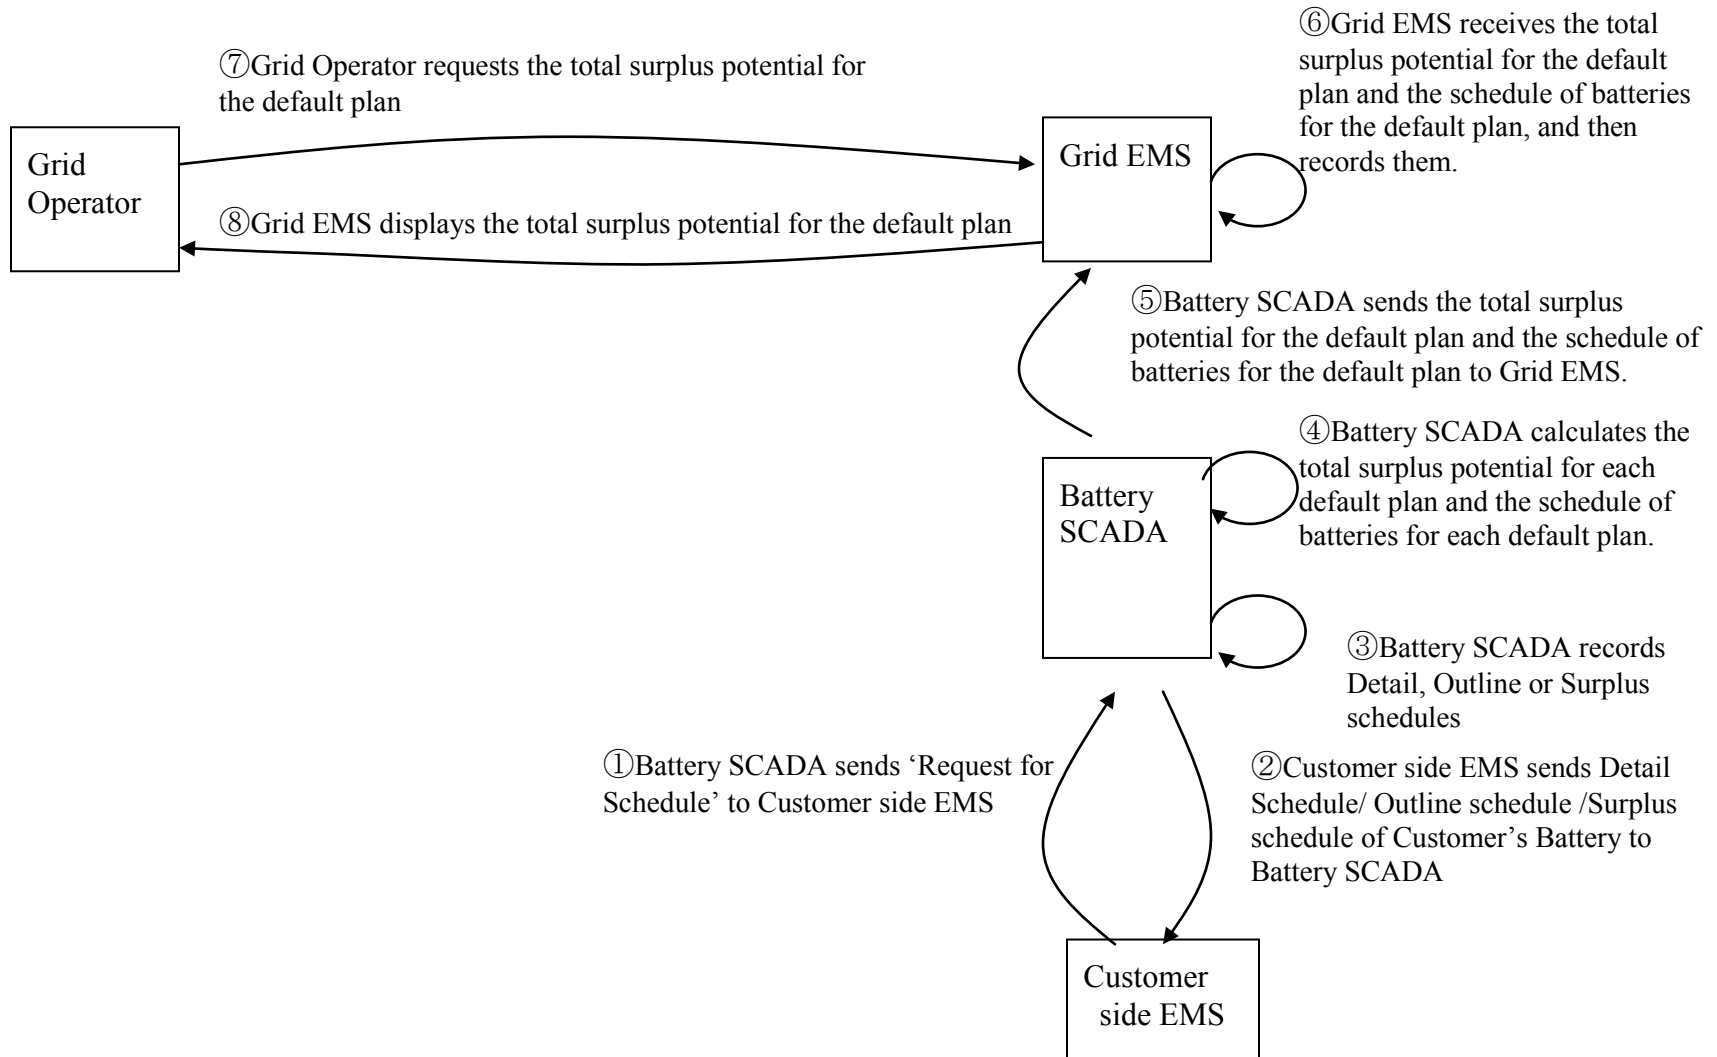 ⑥Grid EMS receives the total
surplus potential for the default
plan and the schedule of batteries
for the default plan, and then
records them.
⑦Grid Operator requests the total surplus potential for
the default plan
Grid
Operator
Grid EMS
⑧Grid EMS displays the total surplus potential for the default plan
⑤Battery SCADA sends the total surplus
potential for the default plan and the schedule of
batteries for the default plan to Grid EMS.
④Battery SCADA calculates the
total surplus potential for each
default plan and the schedule of
batteries for each default plan.
Battery
SCADA
③Battery SCADA records
Detail, Outline or Surplus
schedules
①Battery SCADA sends ‘Request for
Schedule’ to Customer side EMS
②Customer side EMS sends Detail
Schedule/ Outline schedule /Surplus
schedule of Customer’s Battery to
Battery SCADA
Customer
side EMS